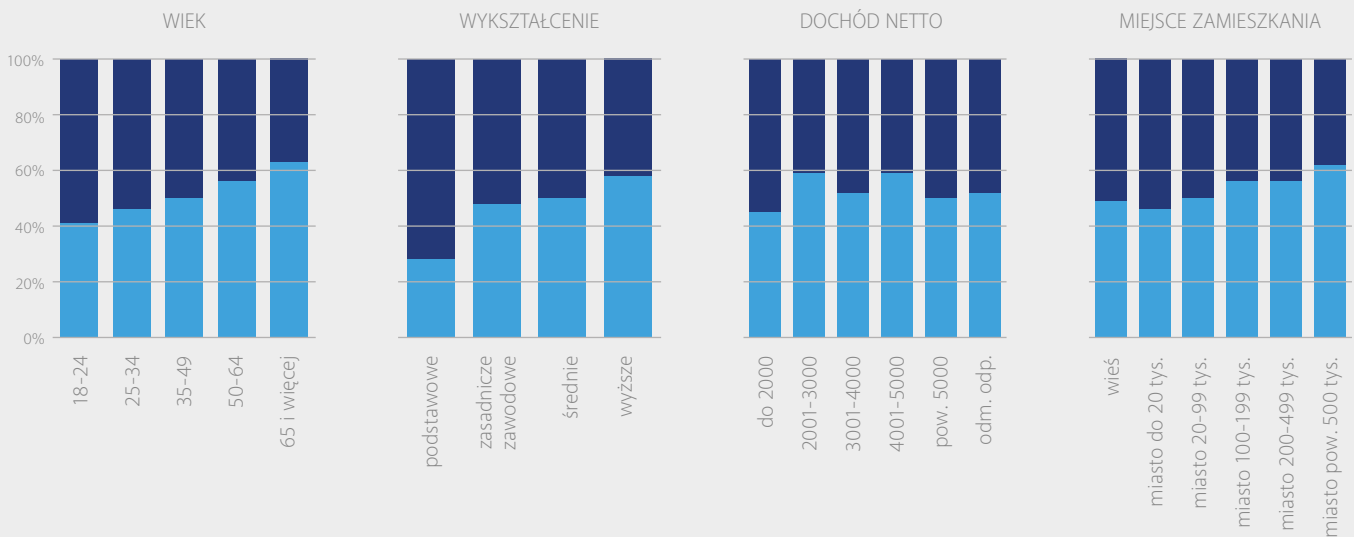 WIEK
WYKSZTAŁCENIE
DOCHÓD NETTO
MIEJSCE ZAMIESZKANIA
100%
80%
60%
40%
20%
0%
18-24
25-34
35-49
50-64
65 i więcej
podstawowe
zasadnicze
zawodowe
średnie
wyższe
do 2000
2001-3000
3001-4000
4001-5000
pow. 5000
odm. odp.
wieś
miasto do 20 tys.
miasto 20-99 tys.
miasto 100-199 tys.
miasto 200-499 tys.
miasto pow. 500 tys.